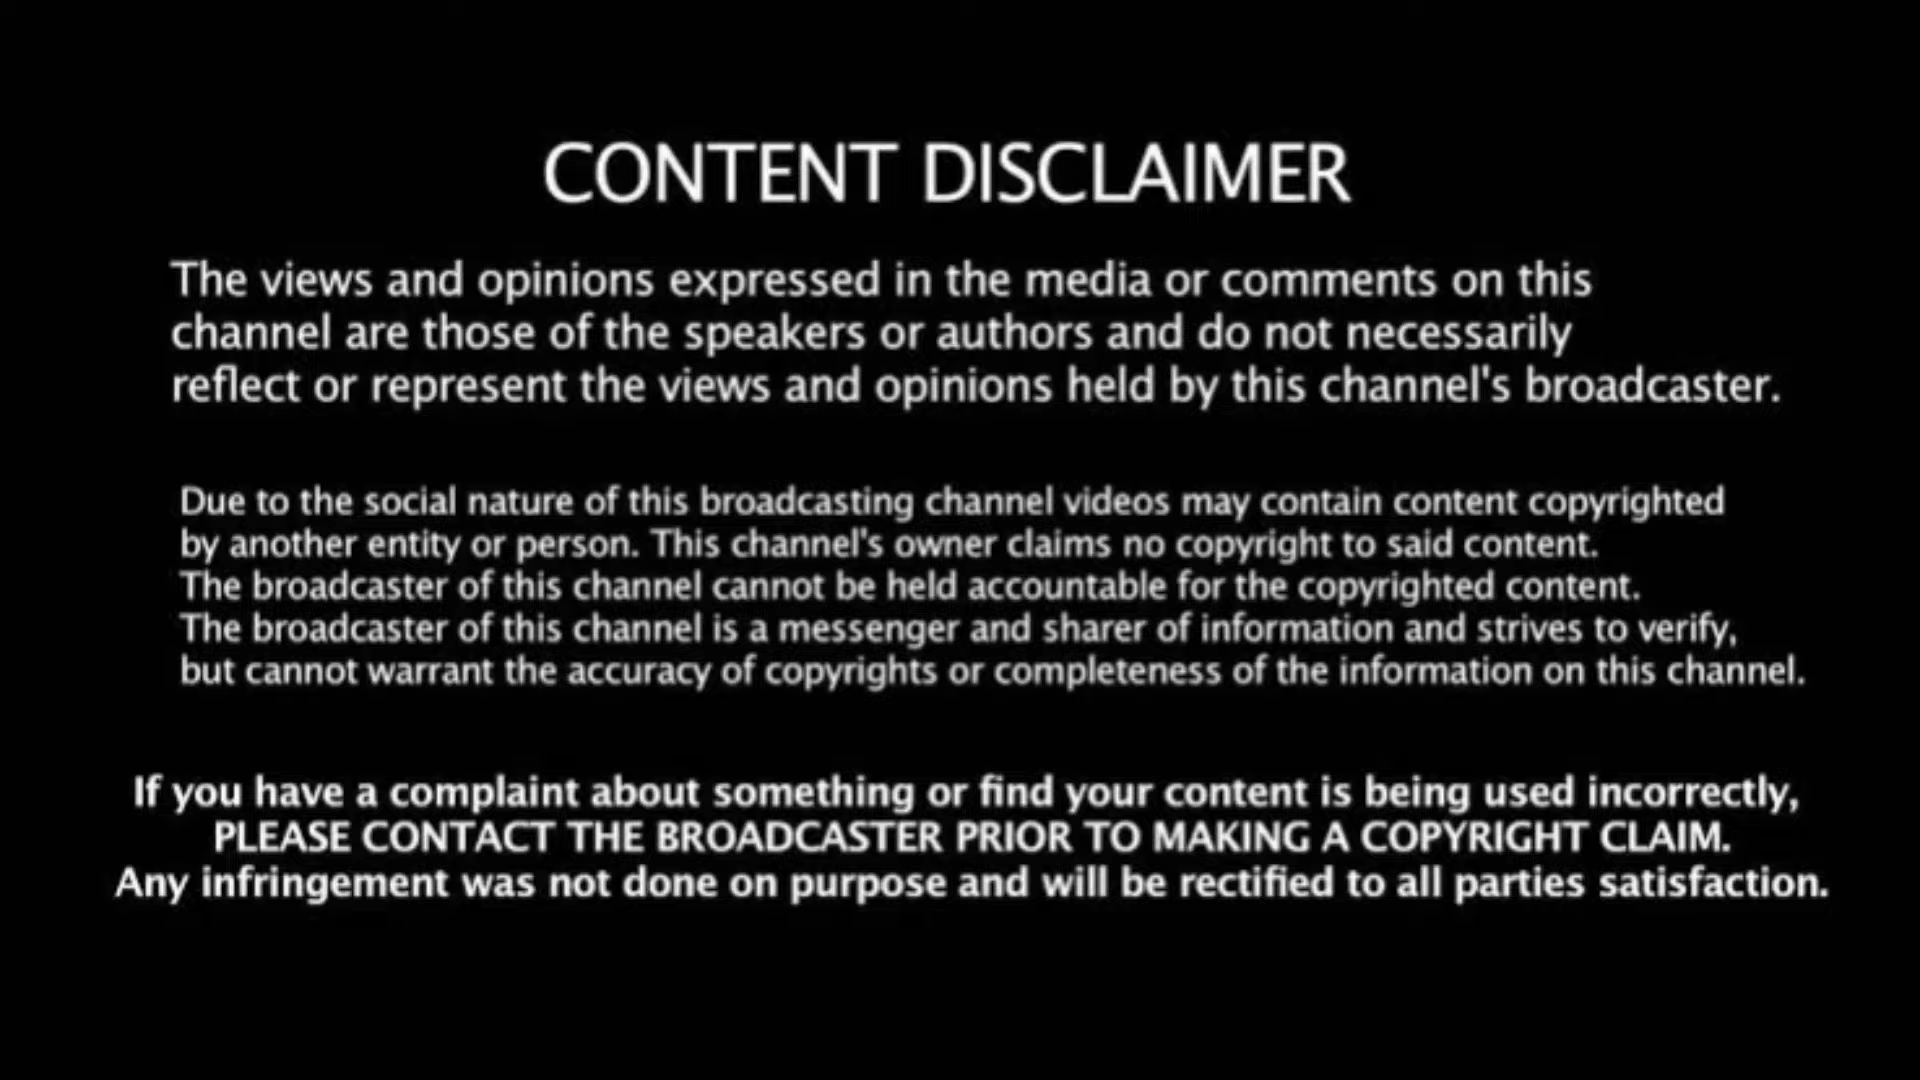 CONTENT DISCLAIMER
The views and opinions expressed in the media or comments on this
channel are those of the speakers or authors and do not necessarily
reflect or represent the views and opinions held by this channel's broadcaster.
Due to the social nature of this broadcasting channel videos may contain content copyrighted
by another entity or person. This channel's owner claims no copyright to said content.
The broadcaster of this channel cannot be held accountable for the copyrighted content.
The broadcaster of this channel is a messenger and sharer of information and strives to verify,
but cannot warrant the accuracy of copyrights or completeness of the information on this channel.
If you have a complaint about something or find your content is being used incorrectly,
PLEASE CONTACT THE BROADCASTER PRIOR TO MAKING A COPYRIGHT CLAIM.
Any infringement was not done on purpose and will be rectified to all parties satisfaction.